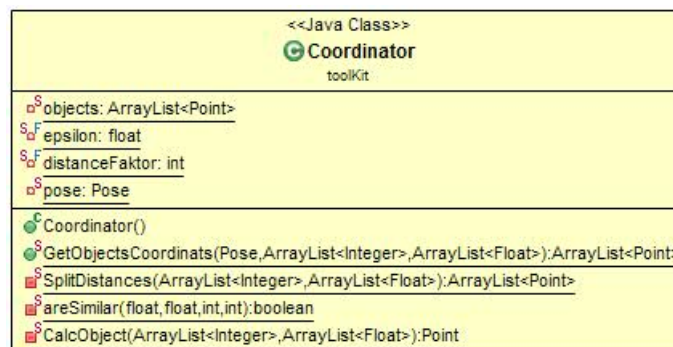 <<Java Class>>
Coordinator
toolKit
objects: ArrayList<Point>
epsilon: float
distanceFaktor: int
pose: Pose
Coordinator()
GetObjectsCoordinats(Pose,ArrayList<Integer>,ArrayList<Float>):ArrayList<Point>
SplitDistances(ArrayList<Integer>,ArrayList<Float>):ArrayList<Point>
areSimilar(float,float,int,int):boolean
CalcObject(ArrayList<Integer>,ArrayList<Float>):Point